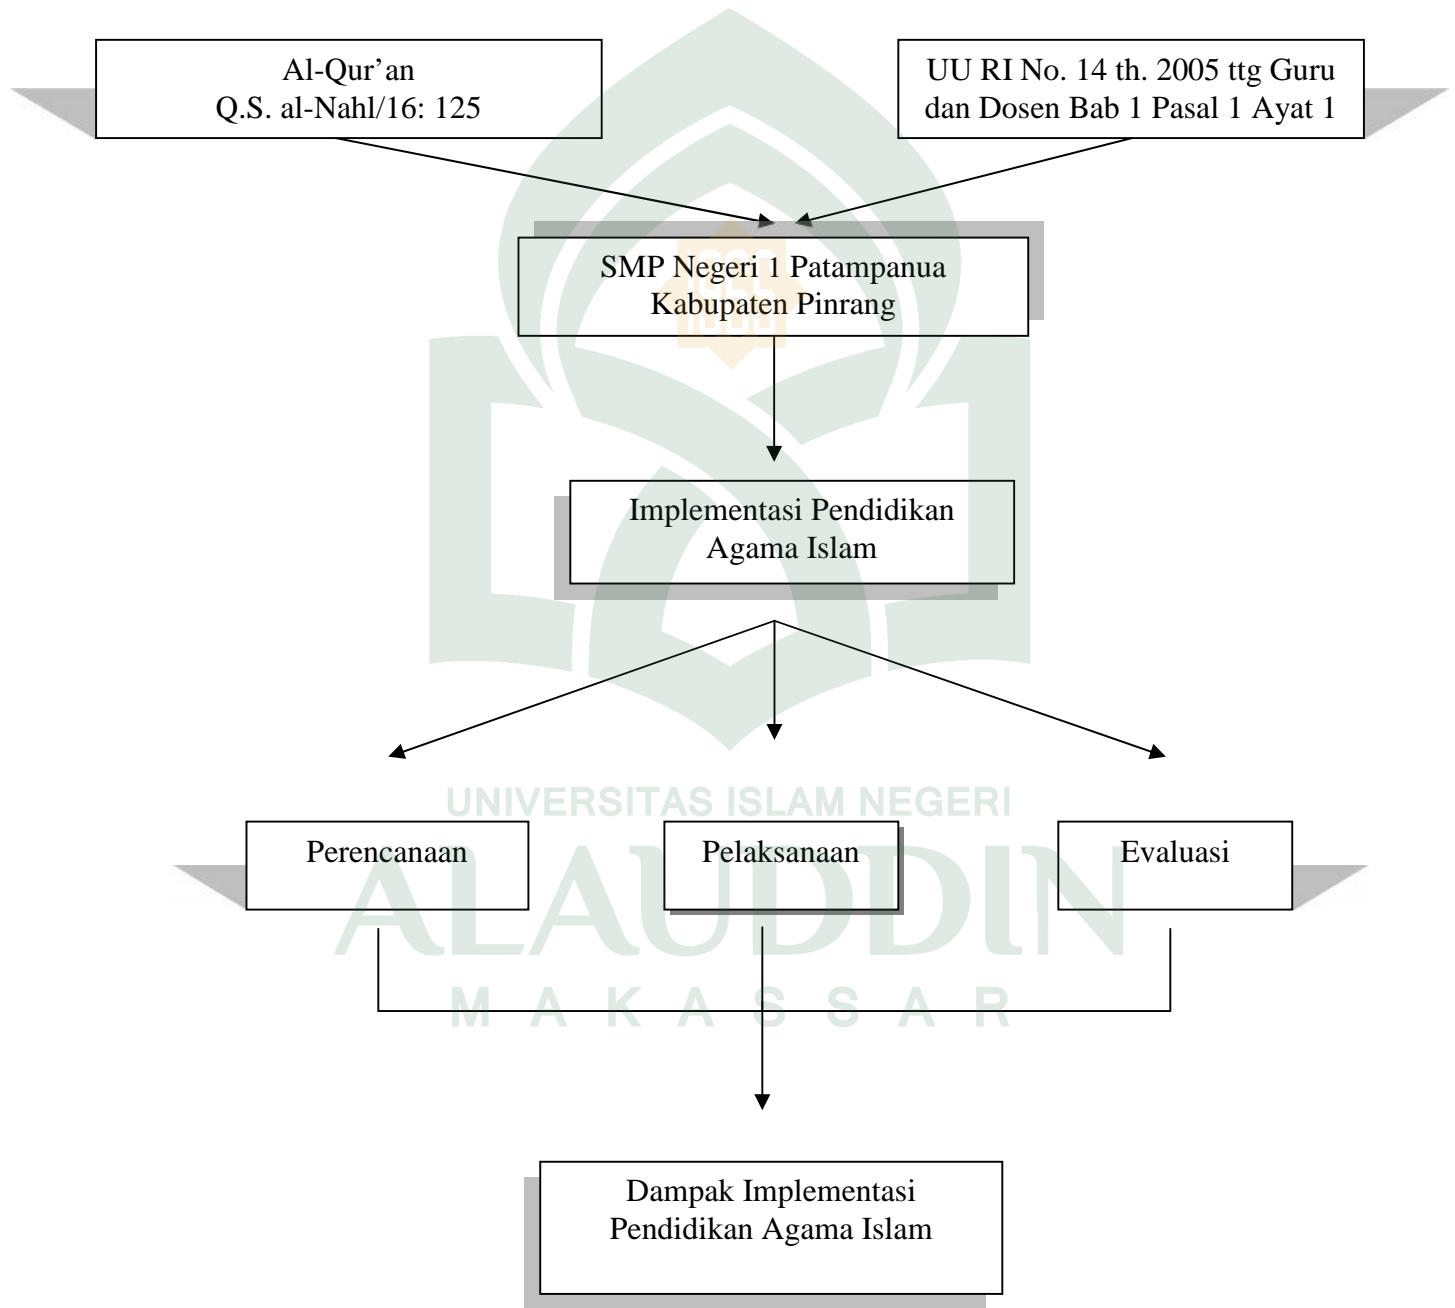 Al-Qur’an
Q.S. al-Nahl/16: 125
UU RI No. 14 th. 2005 ttg Guru
dan Dosen Bab 1 Pasal 1 Ayat 1
1965
SMP Negeri 1 Patampanua
Kabupaten Pinrang
Implementasi Pendidikan
Agama Islam
UNIVERSITAS ISLAM NEGERI
Perencanaan
Pelaksanaan
Evaluasi
ALAUDDIN
M A K A S S A R
Dampak Implementasi
Pendidikan Agama Islam